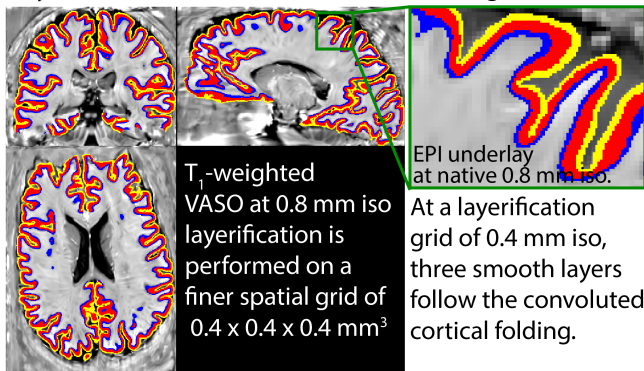 EPI underlay
at native 0.8 mm iso.
T1-weighted
VASO at 0.8 mm iso
layerification is
performed on a
finer spatial grid of
0.4 x 0.4 x 0.4 mm³
At a layerification
grid of 0.4 mm iso,
three smooth layers
follow the convoluted
cortical folding.